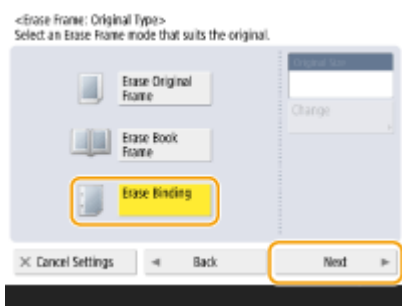 <Erase Frame: Original Type>
Select an Erase Frame mode that suits the original.
Original Size
Erase Original
Frame
Change
Erase Book
Frame
Erase Binding
Cancel Settings
Back
Next